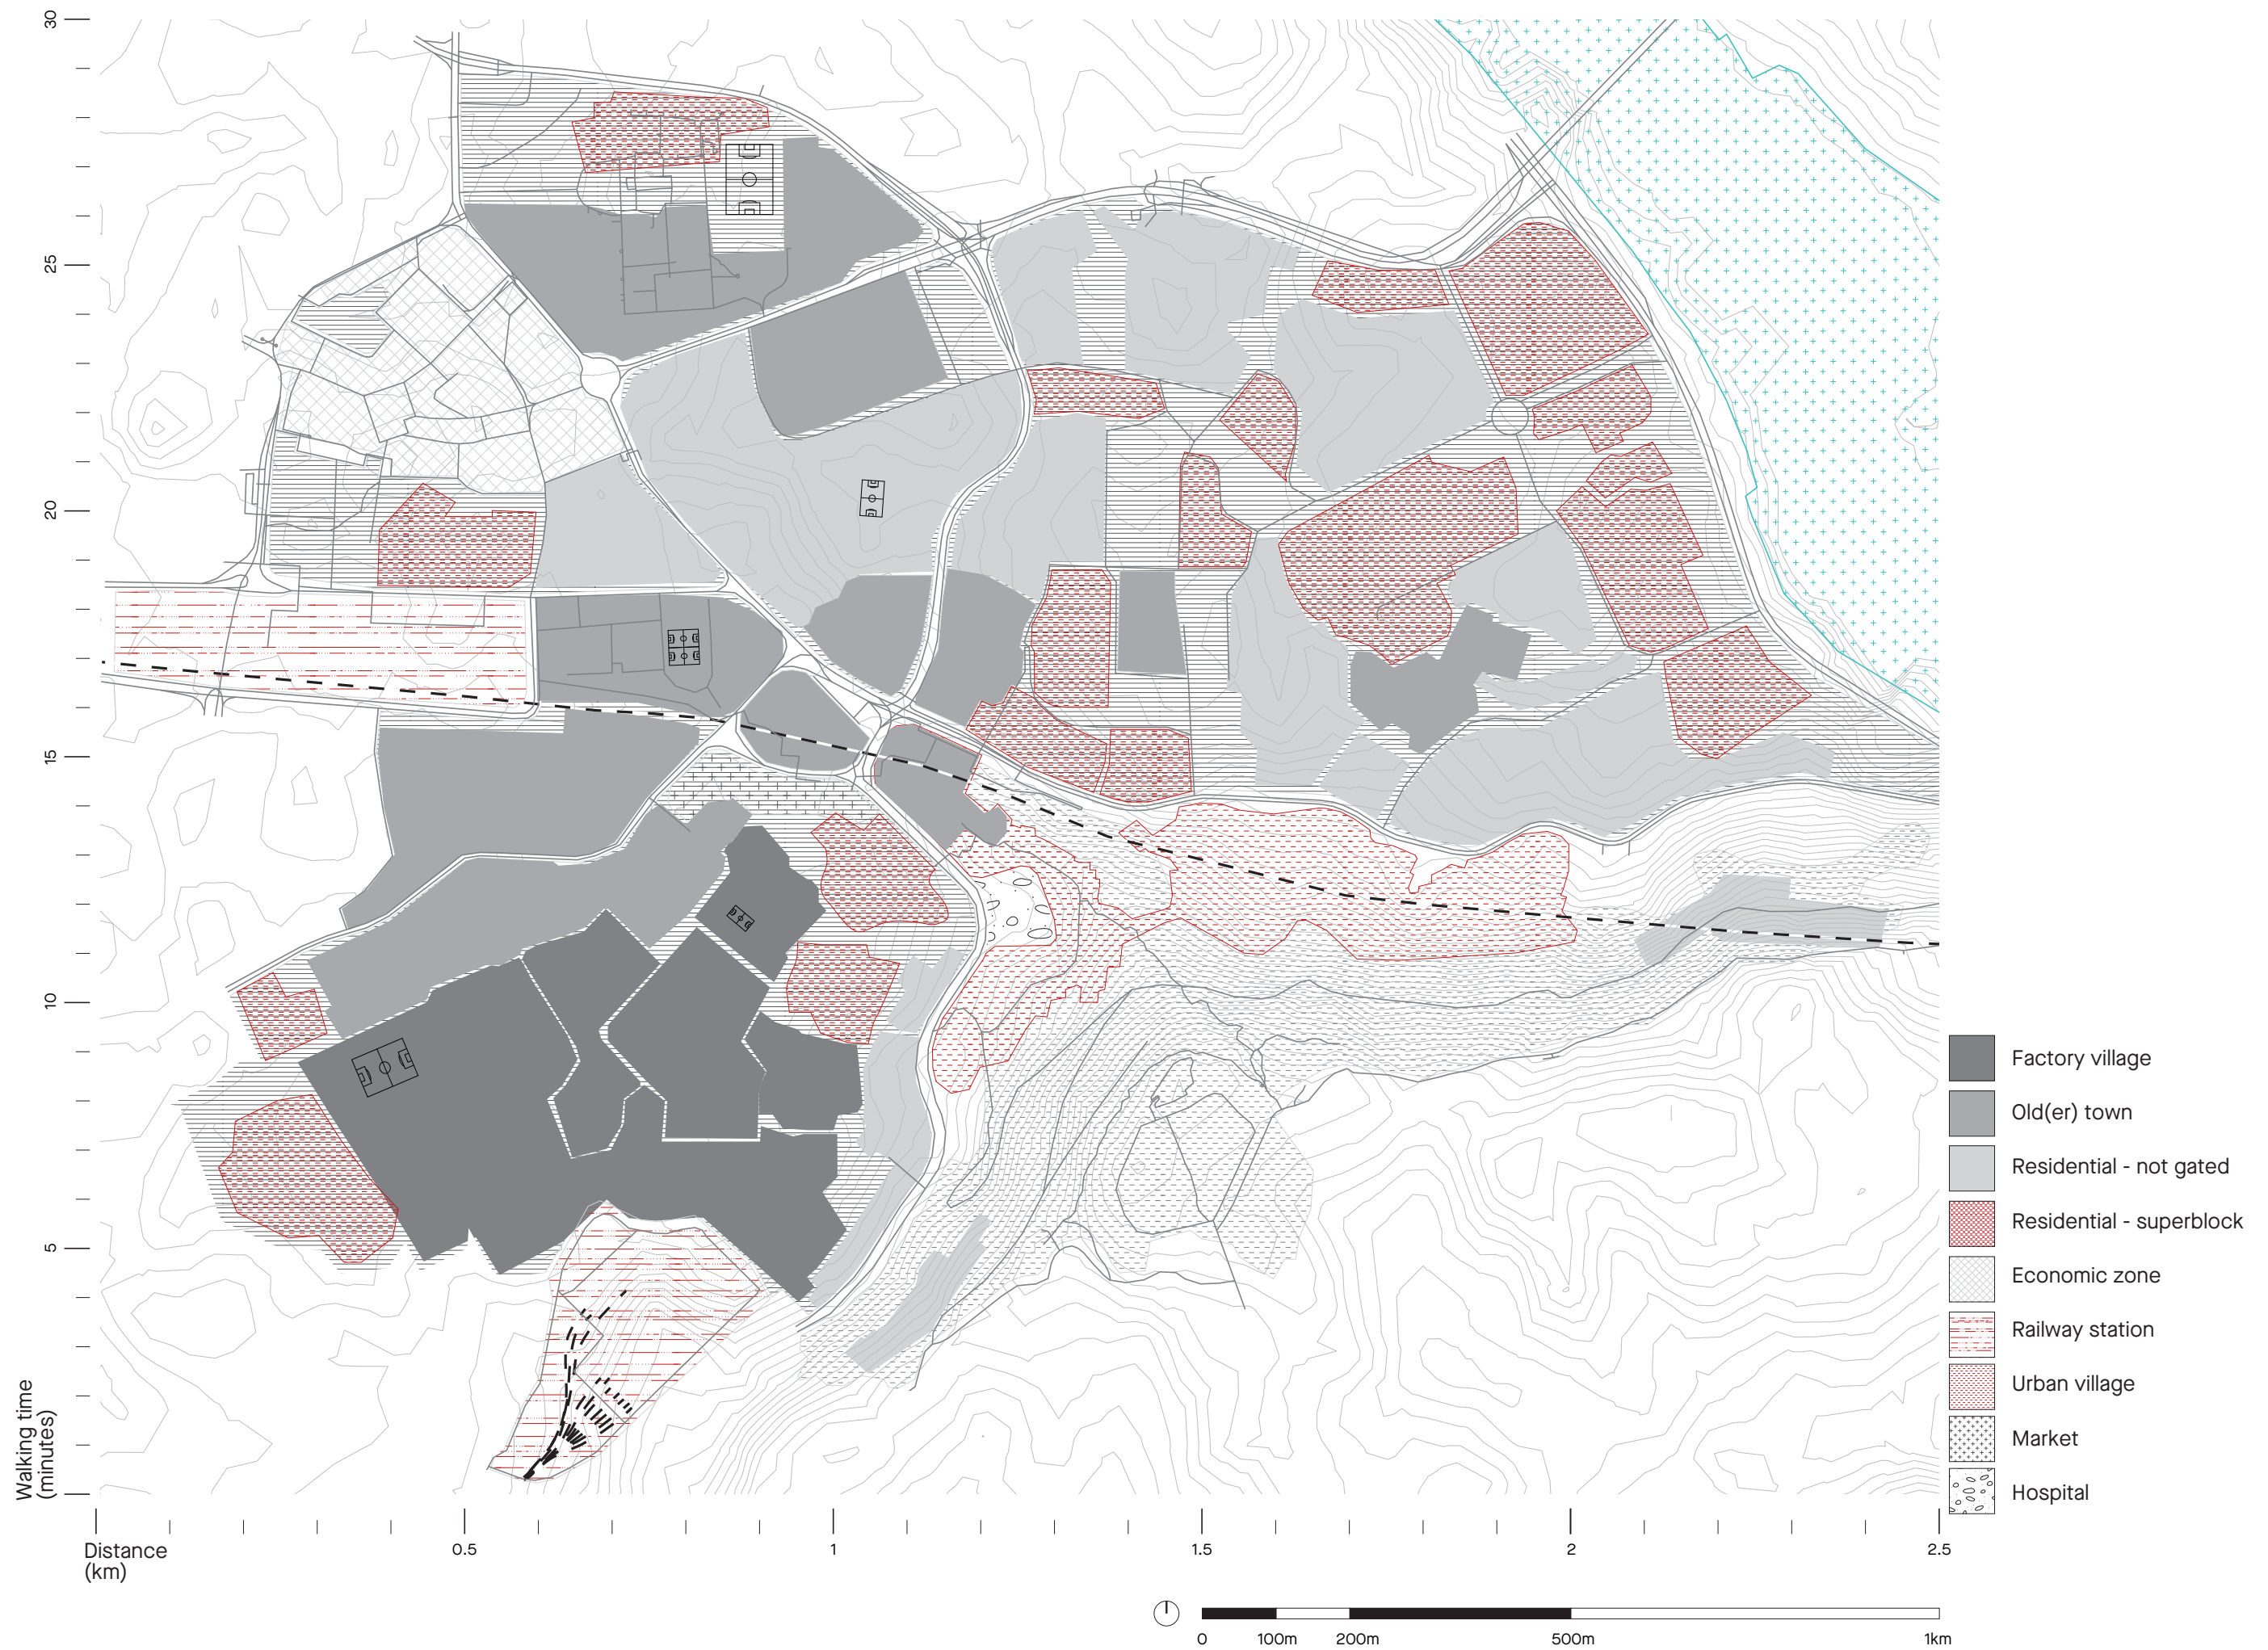 30
25
20
15
10
5
Walking time
(minutes)
Distance
(km)
0.5
1
1.5
2
2.5
Factory village
Old(er) town
Residential - not gated
Residential - superblock
Economic zone
Railway station
Urban village
Market
Hospital
0
100m
200m
500m
1km